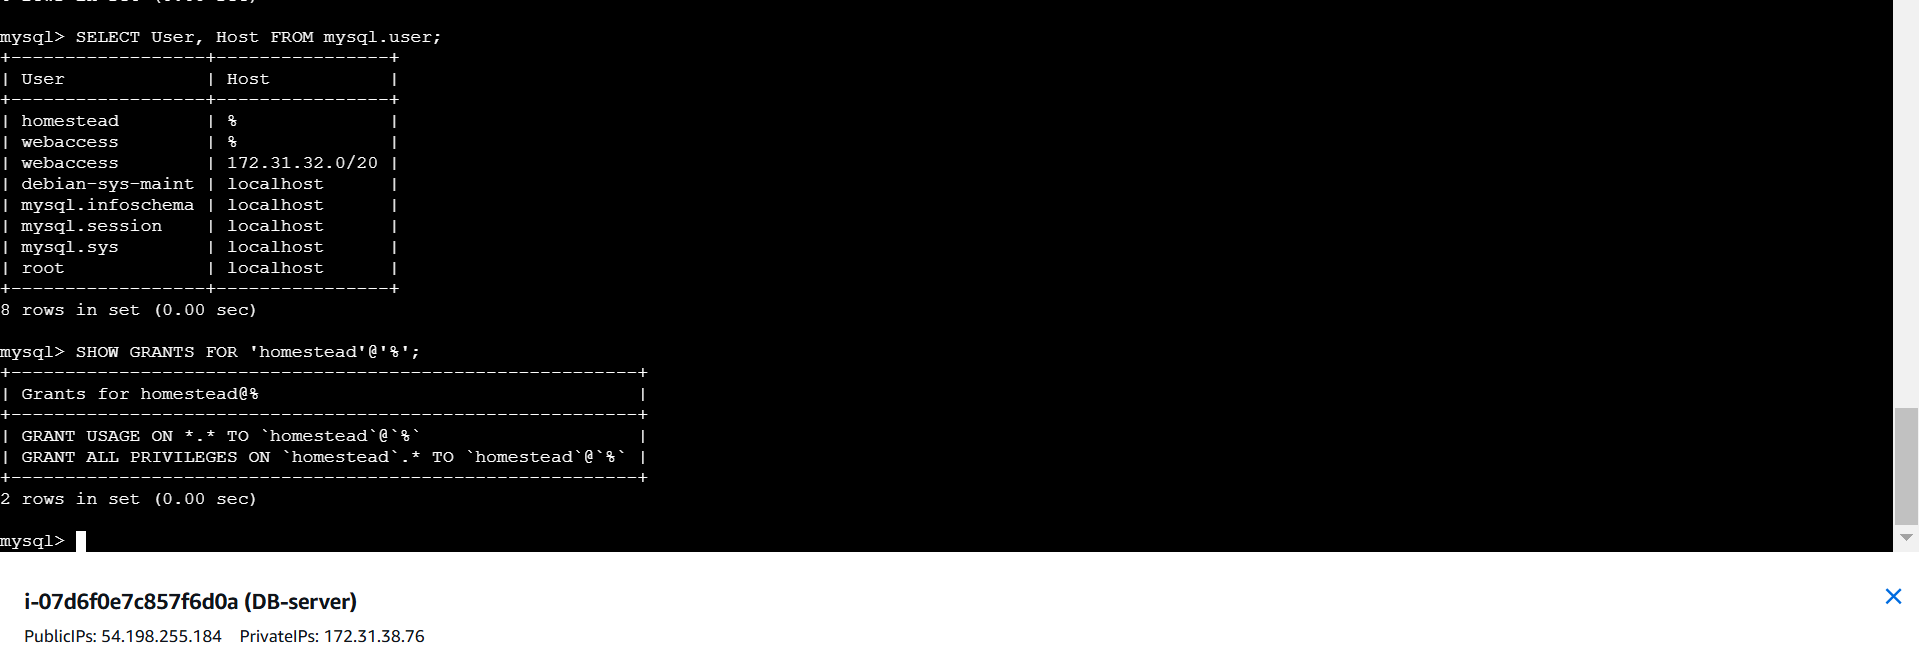 mysql> SELECT User, Host FROM mysql.user;
+------------------+----------------+
| User             | Host           |
+------------------+----------------+
| homestead        | %              |
| webaccess        | %              |
| webaccess        | 172.31.32.0/20 |
| debian-sys-maint | localhost      |
| mysql.infoschema | localhost      |
| mysql.session    | localhost      |
| mysql.sys        | localhost      |
| root             | localhost      |
+------------------+----------------+
8 rows in set (0.00 sec)
mysql> SHOW GRANTS FOR 'homestead'@'%';
+----------------------------------------------------------+
| Grants for homestead@%                                   |
+----------------------------------------------------------+
| GRANT USAGE ON *.* TO `homestead`@`%`                    |
| GRANT ALL PRIVILEGES ON `homestead`.* TO `homestead`@`%` |
+----------------------------------------------------------+
2 rows in set (0.00 sec)
mysql>
i-07d6f0e7c857f6d0a (DB-server)
PublicIPs: 54.198.255.184 PrivateIPs: 172.31.38.76